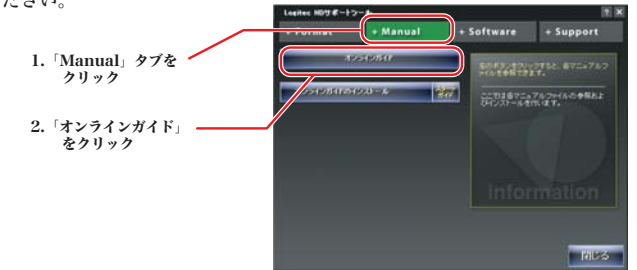 ださい。
1.「Manual」タブを
クリック
2.「オンラインガイド」
をクリック
Logitec HDサポートツール
+ Format
+ Manual
+ Software
+ Support
オンラインガイド
オンラインガイドのインストール
右のボタンをクリックすると、各マニュアルファイルを参照できます。
ここでは各マニュアルファイルの参照およびインストールを行います。
information
閉じる